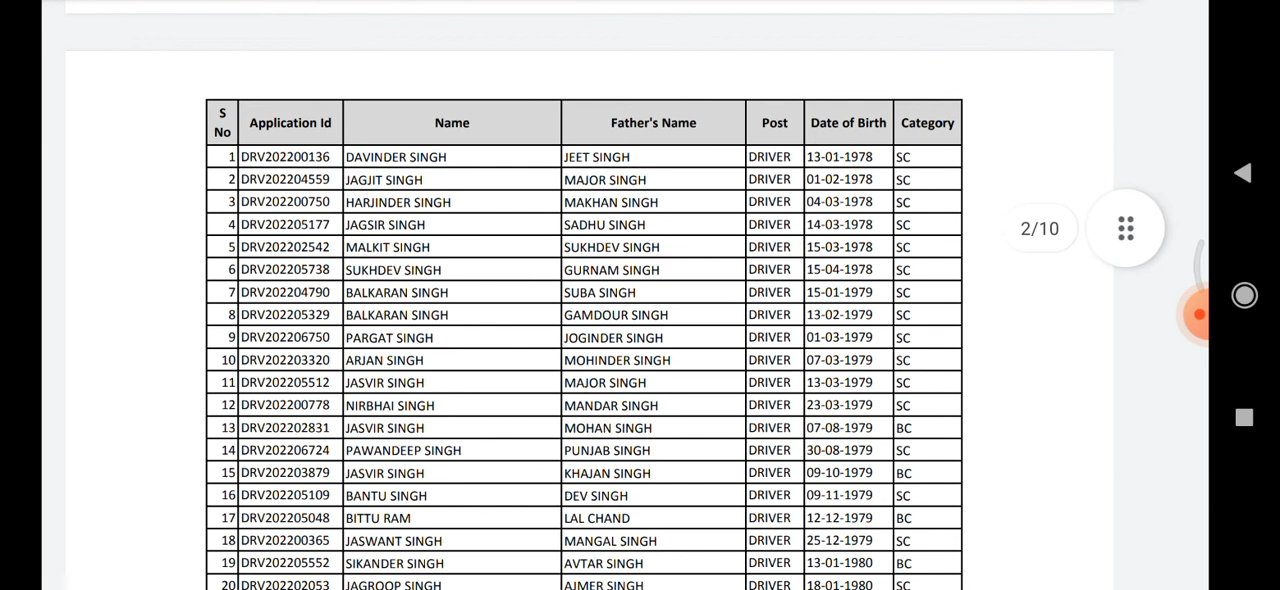 S No Application Id Name Father's Name Post Date of Birth Category
1 DRV202200136 DAVINDER SINGH JEET SINGH DRIVER 13-01-1978 SC
2 DRV202204559 JAGJIT SINGH MAJOR SINGH DRIVER 01-02-1978 SC
3 DRV202200750 HARJINDER SINGH MAKHAN SINGH DRIVER 04-03-1978 SC
4 DRV202205177 JAGSIR SINGH SADHU SINGH DRIVER 14-03-1978 SC
5 DRV202202542 MALKIT SINGH SUKHDEV SINGH DRIVER 15-03-1978 SC
6 DRV202205738 SUKHDEV SINGH GURNAM SINGH DRIVER 15-04-1978 SC
7 DRV202204790 BALKARAN SINGH SUBA SINGH DRIVER 15-01-1979 SC
8 DRV202205329 BALKARAN SINGH GAMDOUR SINGH DRIVER 13-02-1979 SC
9 DRV202206750 PARGAT SINGH JOGINDER SINGH DRIVER 01-03-1979 SC
10 DRV202203320 ARJAN SINGH MOHINDER SINGH DRIVER 07-03-1979 SC
11 DRV202205512 JASVIR SINGH MAJOR SINGH DRIVER 13-03-1979 SC
12 DRV202200778 NIRBHAI SINGH MANDAR SINGH DRIVER 23-03-1979 SC
13 DRV202202831 JASVIR SINGH MOHAN SINGH DRIVER 07-08-1979 BC
14 DRV202206724 PAWANDEEP SINGH PUNJAB SINGH DRIVER 30-08-1979 SC
15 DRV202203879 JASVIR SINGH KHAJAN SINGH DRIVER 09-10-1979 BC
16 DRV202205109 BANTU SINGH DEV SINGH DRIVER 09-11-1979 SC
17 DRV202205048 BITTU RAM LAL CHAND DRIVER 12-12-1979 BC
18 DRV202200365 JASWANT SINGH MANGAL SINGH DRIVER 25-12-1979 SC
19 DRV202205552 SIKANDER SINGH AVTAR SINGH DRIVER 13-01-1980 BC
20 DRV202202053 JAGROOP SINGH AJMER SINGH DRIVER 18-01-1980 SC
2/10